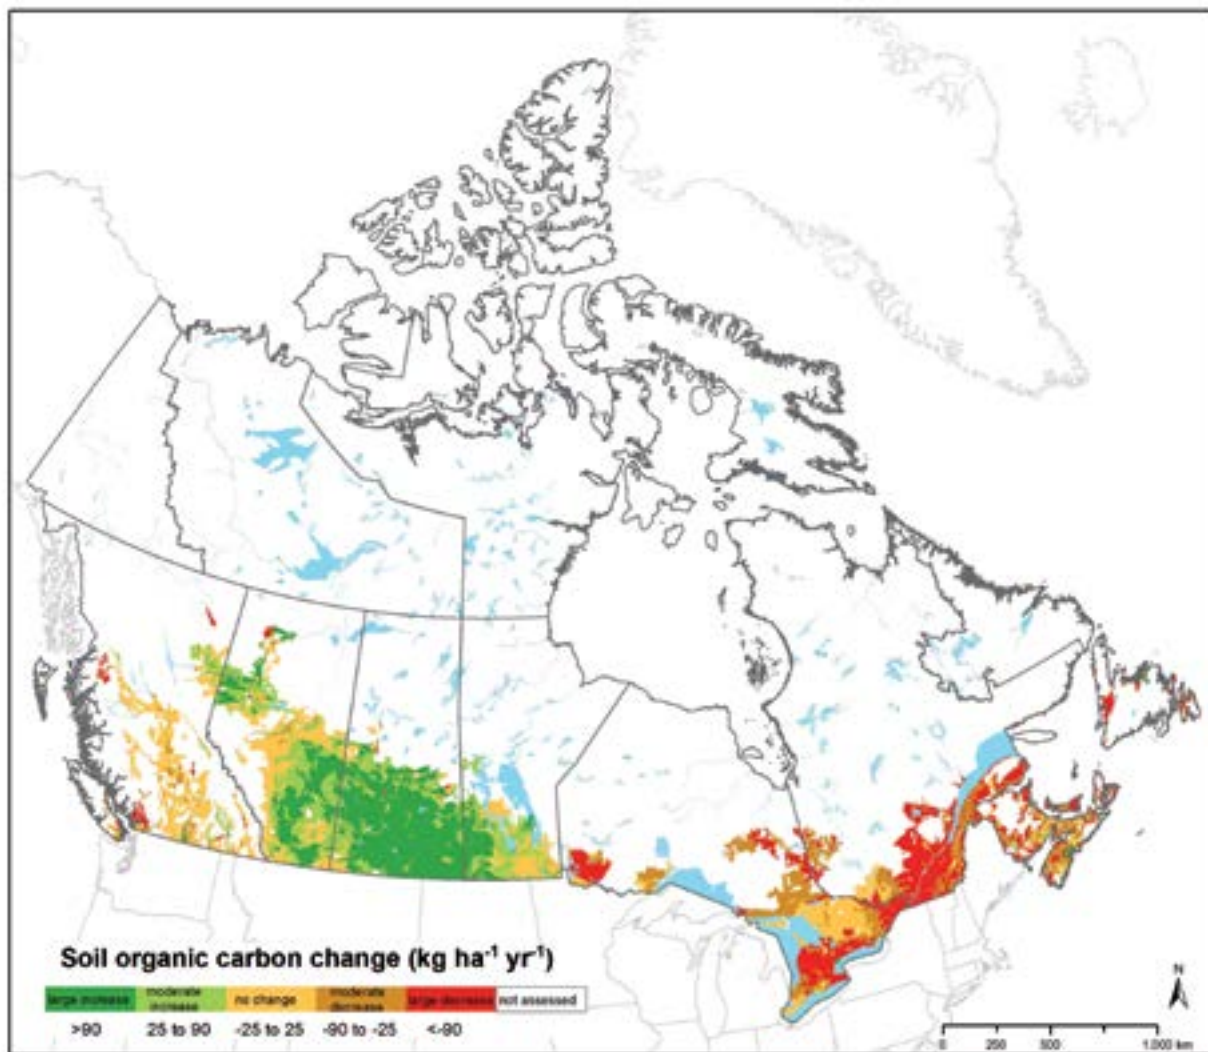 Soil organic carbon change (kg ha⁻¹ yr⁻¹)
large increase
moderate increase
no change
moderate decrease
large decrease
not assessed
>90
25 to 90
-25 to 25
-90 to -25
<-90
N
0 250 500 1,000 km